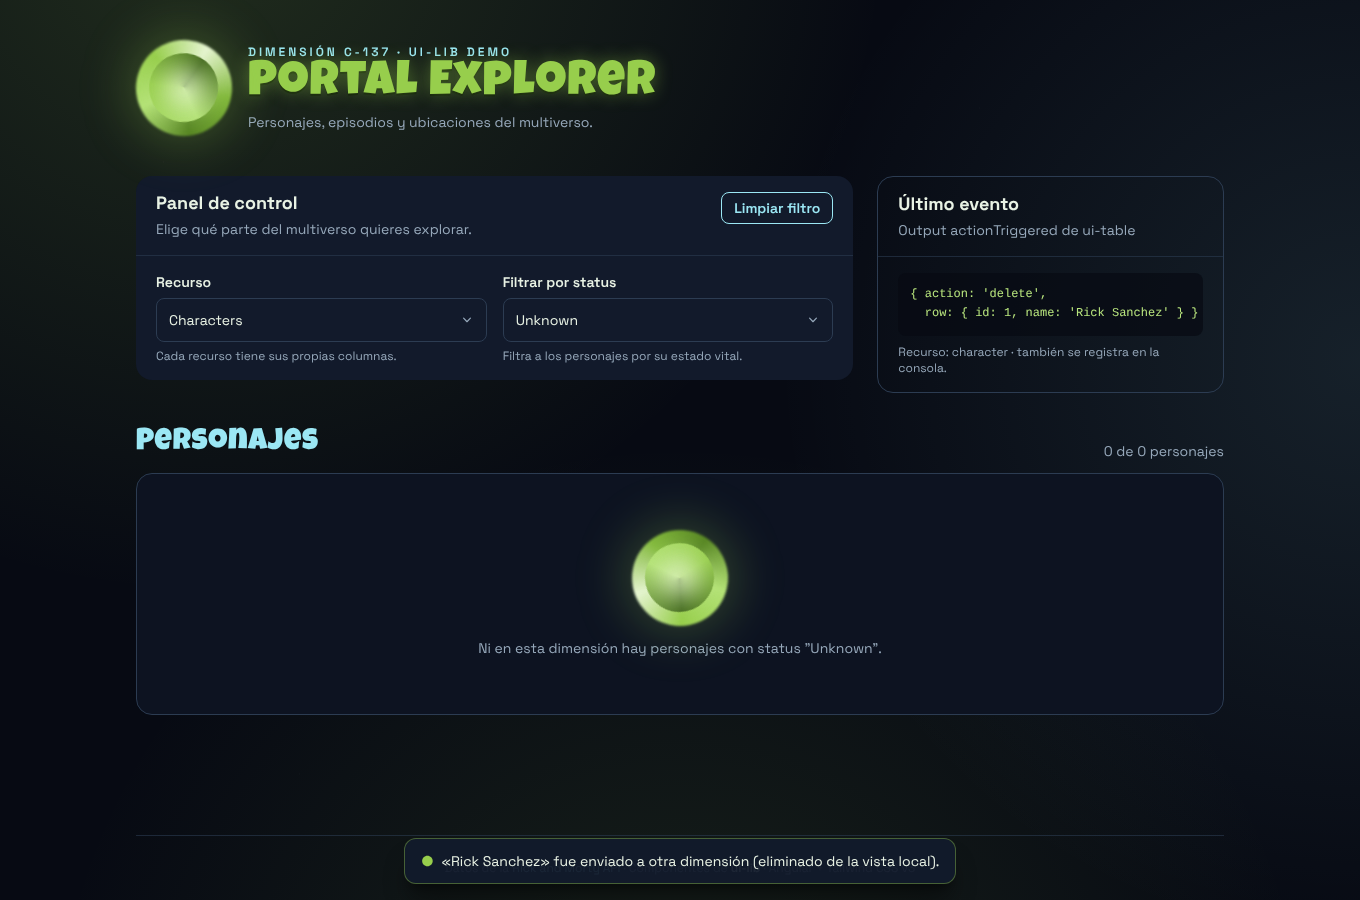 DIMENSIÓN C-137 · UI-LIB DEMO
PORTAL EXPLORER
Personajes, episodios y ubicaciones del multiverso.
Panel de control
Elige qué parte del multiverso quieres explorar.
Limpiar filtro
Recurso
Characters
Cada recurso tiene sus propias columnas.
Filtrar por status
Unknown
Filtra a los personajes por su estado vital.
Último evento
Output actionTriggered de ui-table
{ action: 'delete',
row: { id: 1, name: 'Rick Sanchez' } }
Recurso: character · también se registra en la
consola.
Personajes
0 de 0 personajes
Ni en esta dimensión hay personajes con status "Unknown".
«Rick Sanchez» fue enviado a otra dimensión (eliminado de la vista local).